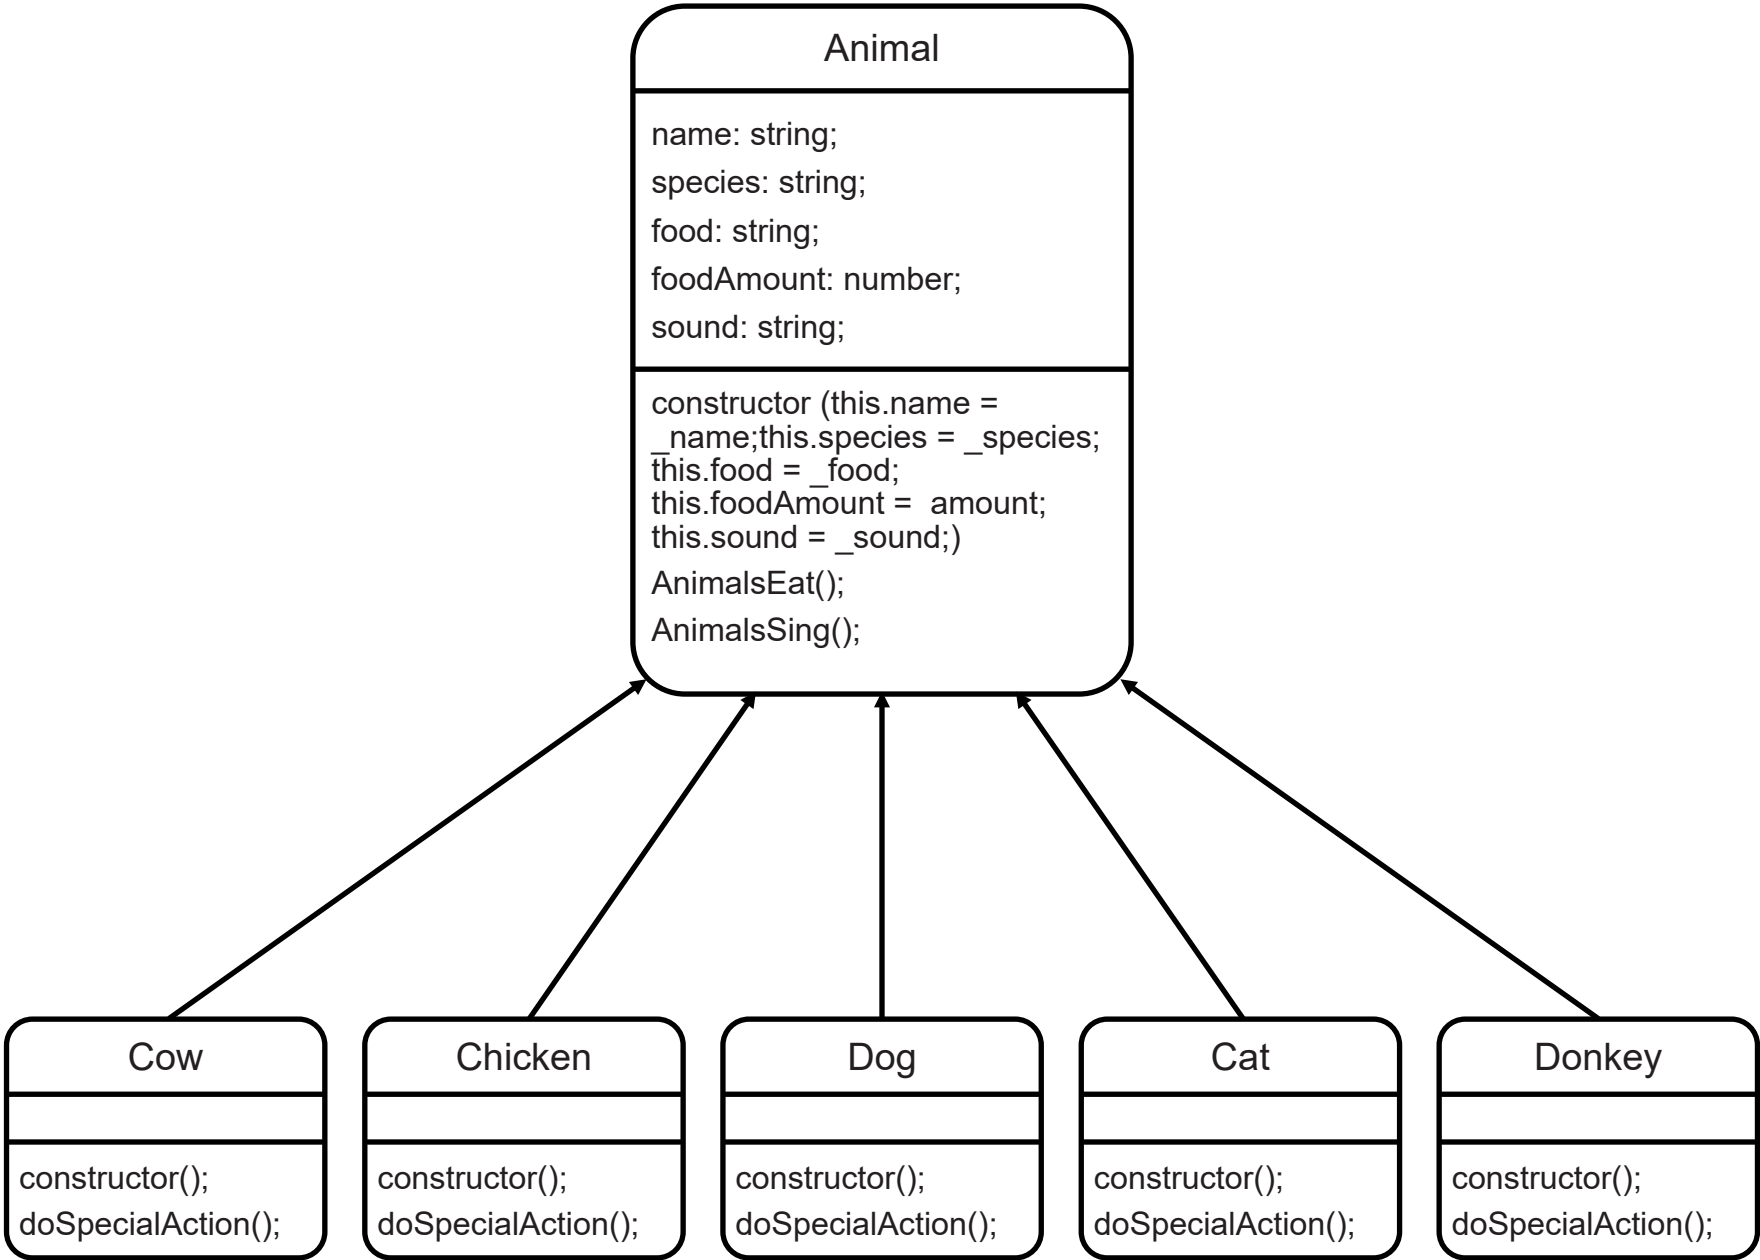 Animal
name: string;
species: string;
food: string;
foodAmount: number;
sound: string;
constructor (this.name =
_name;this.species = _species;
this.food = _food;
this.foodAmount =  amount;
this.sound = _sound;)
AnimalsEat();
AnimalsSing();
Cow
constructor();
doSpecialAction();
Chicken
constructor();
doSpecialAction();
Dog
constructor();
doSpecialAction();
Cat
constructor();
doSpecialAction();
Donkey
constructor();
doSpecialAction();